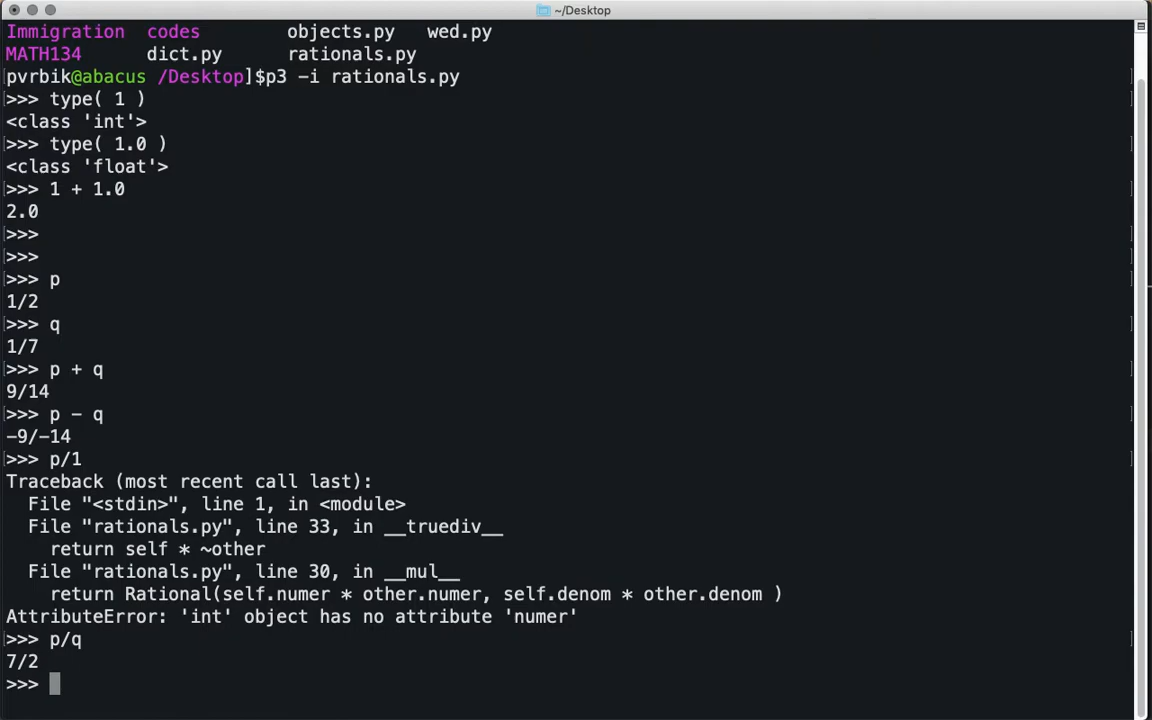 ~/Desktop
Immigration codes objects.py wed.py
MATH134 dict.py rationals.py
[pvrbik@abacus /Desktop]$p3 -i rationals.py
>>> type( 1 )
<class 'int'>
>>> type( 1.0 )
<class 'float'>
>>> 1 + 1.0
2.0
>>>
>>>
>>> p
1/2
>>> q
1/7
>>> p + q
9/14
>>> p - q
-9/-14
>>> p/1
Traceback (most recent call last):
  File "<stdin>", line 1, in <module>
  File "rationals.py", line 33, in __truediv__
    return self * ~other
  File "rationals.py", line 30, in __mul__
    return Rational(self.numer * other.numer, self.denom * other.denom )
AttributeError: 'int' object has no attribute 'numer'
>>> p/q
7/2
>>>